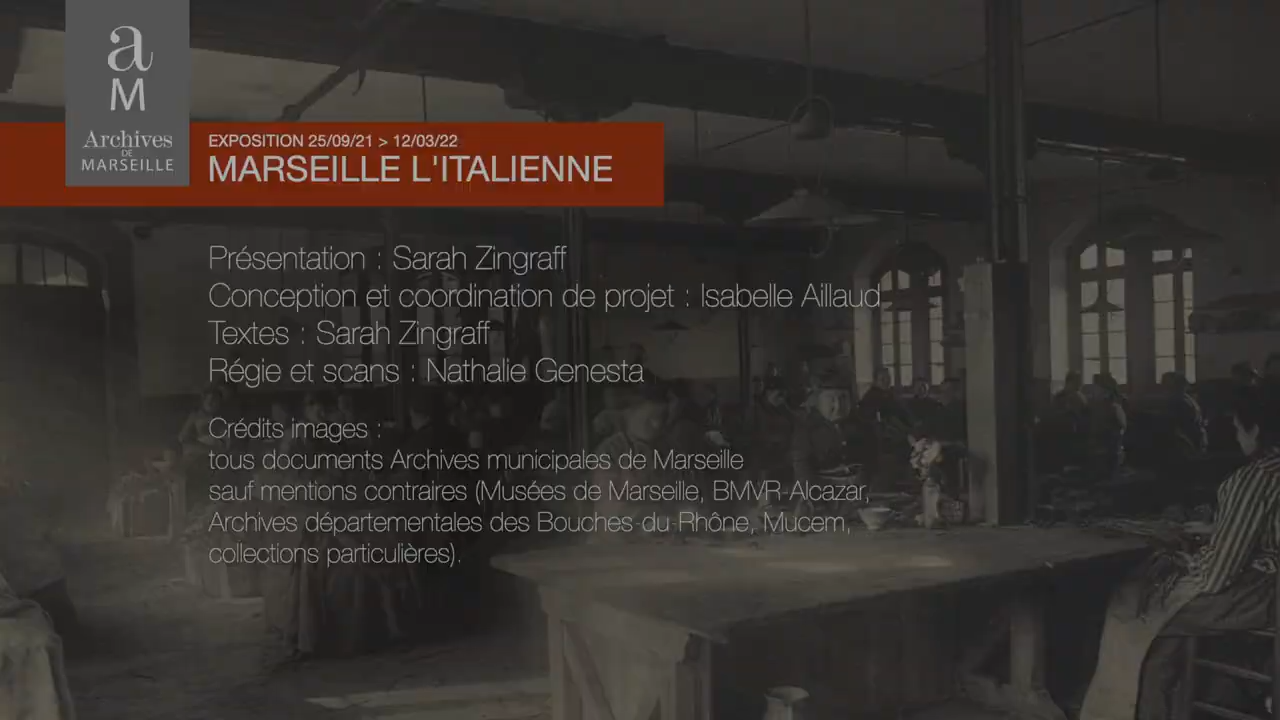 a
M
Archives
DE
MARSEILLE
EXPOSITION 25/09/21 > 12/03/22
MARSEILLE L'ITALIENNE
Présentation : Sarah Zingraff
Conception et coordination de projet : Isabelle Aillaud
Textes : Sarah Zingraff
Régie et scans : Nathalie Genesta
Crédits images :
tous documents Archives municipales de Marseille
sauf mentions contraires (Musées de Marseille, BMVR-Alcazar,
Archives départementales des Bouches-du-Rhône, Mucem,
collections particulières).